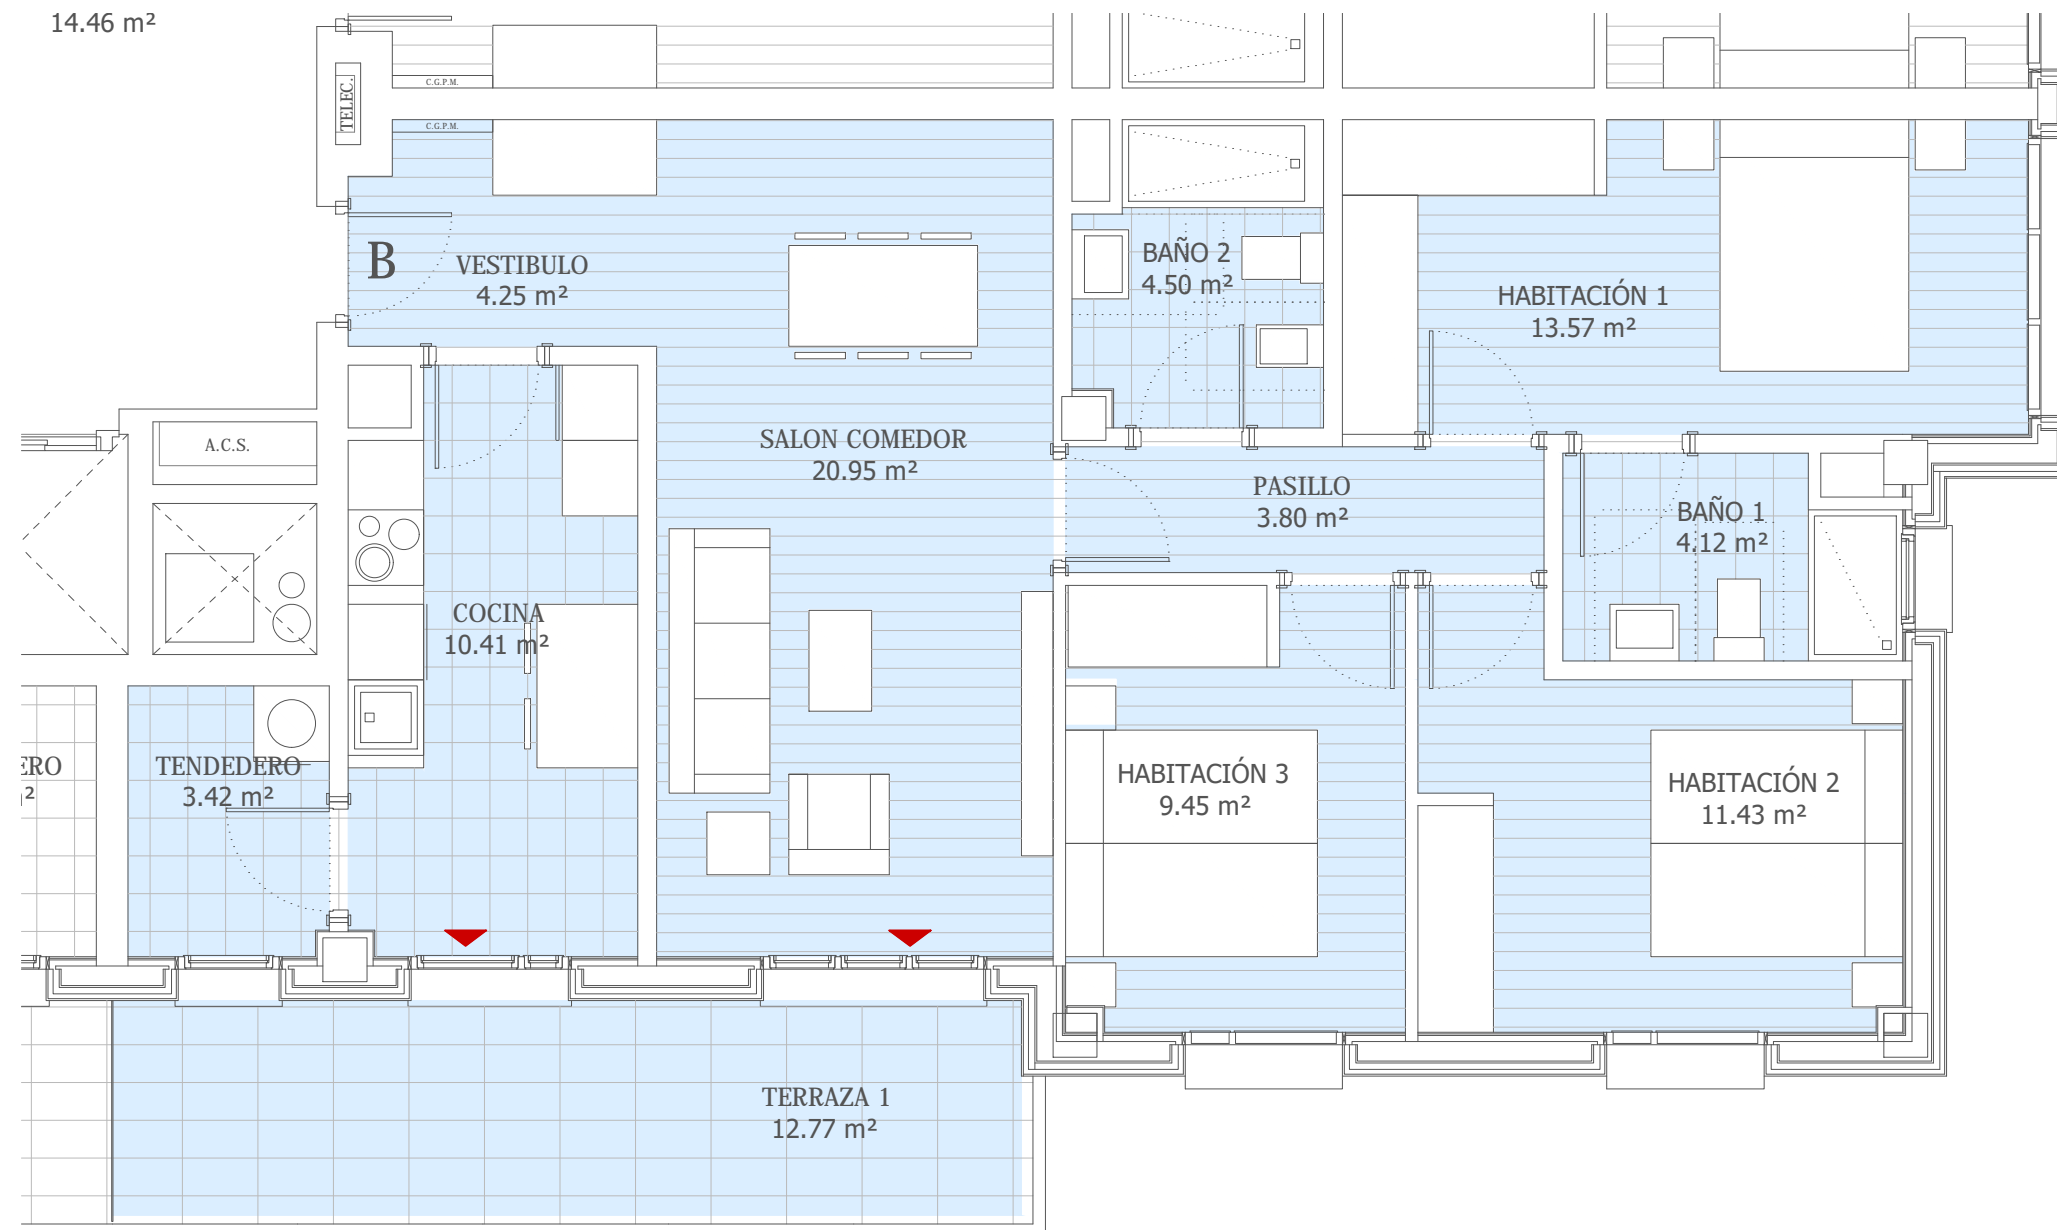 14.46 m²
TELEC.
C.G.P.M.
C.G.P.M.
B
VESTIBULO
4.25 m²
BAÑO 2
4.50 m²
HABITACIÓN 1
13.57 m²
A.C.S.
SALON COMEDOR
20.95 m²
PASILLO
3.80 m²
BAÑO 1
4.12 m²
COCINA
10.41 m²
ERO
TENDEDERO
3.42 m²
HABITACIÓN 3
9.45 m²
HABITACIÓN 2
11.43 m²
TERRAZA 1
12.77 m²